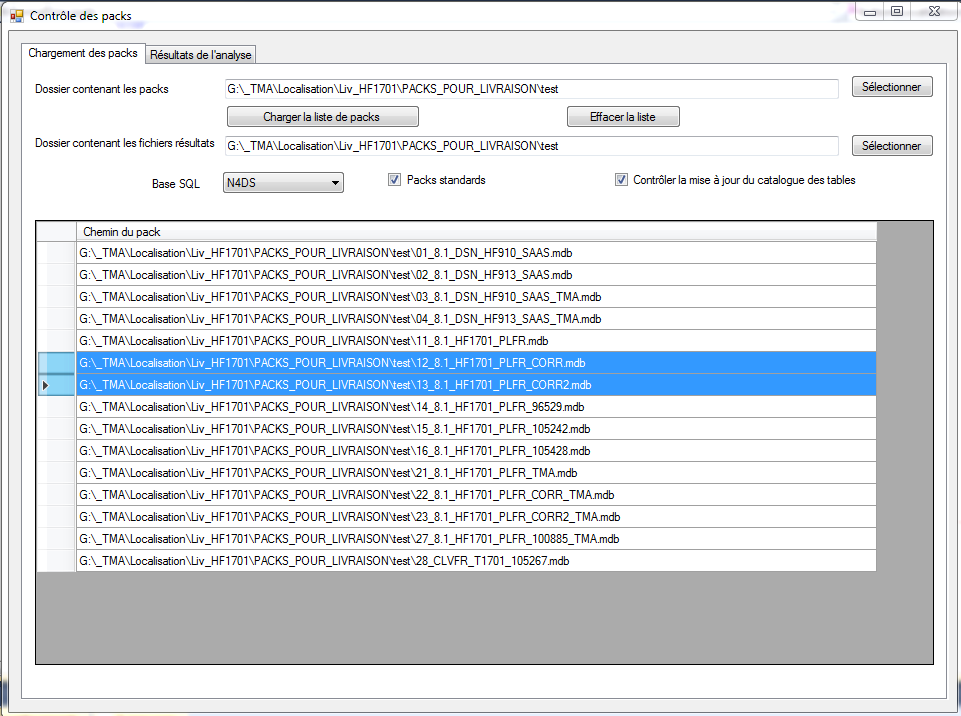 Contrôle des packs
Chargement des packs Résultats de l'analyse
Dossier contenant les packs G:\_TMA\Localisation\Liv_HF1701\PACKS_POUR_LIVRAISON\test Sélectionner
Charger la liste de packs Effacer la liste
Dossier contenant les fichiers résultats G:\_TMA\Localisation\Liv_HF1701\PACKS_POUR_LIVRAISON\test Sélectionner
Base SQL N4DS Packs standards Contrôler la mise à jour du catalogue des tables
Chemin du pack
G:\_TMA\Localisation\Liv_HF1701\PACKS_POUR_LIVRAISON\test\01_8.1_DSN_HF910_SAAS.mdb
G:\_TMA\Localisation\Liv_HF1701\PACKS_POUR_LIVRAISON\test\02_8.1_DSN_HF913_SAAS.mdb
G:\_TMA\Localisation\Liv_HF1701\PACKS_POUR_LIVRAISON\test\03_8.1_DSN_HF910_SAAS_TMA.mdb
G:\_TMA\Localisation\Liv_HF1701\PACKS_POUR_LIVRAISON\test\04_8.1_DSN_HF913_SAAS_TMA.mdb
G:\_TMA\Localisation\Liv_HF1701\PACKS_POUR_LIVRAISON\test\11_8.1_HF1701_PLFR.mdb
G:\_TMA\Localisation\Liv_HF1701\PACKS_POUR_LIVRAISON\test\12_8.1_HF1701_PLFR_CORR.mdb
G:\_TMA\Localisation\Liv_HF1701\PACKS_POUR_LIVRAISON\test\13_8.1_HF1701_PLFR_CORR2.mdb
G:\_TMA\Localisation\Liv_HF1701\PACKS_POUR_LIVRAISON\test\14_8.1_HF1701_PLFR_96529.mdb
G:\_TMA\Localisation\Liv_HF1701\PACKS_POUR_LIVRAISON\test\15_8.1_HF1701_PLFR_105242.mdb
G:\_TMA\Localisation\Liv_HF1701\PACKS_POUR_LIVRAISON\test\16_8.1_HF1701_PLFR_105428.mdb
G:\_TMA\Localisation\Liv_HF1701\PACKS_POUR_LIVRAISON\test\21_8.1_HF1701_PLFR_TMA.mdb
G:\_TMA\Localisation\Liv_HF1701\PACKS_POUR_LIVRAISON\test\22_8.1_HF1701_PLFR_CORR_TMA.mdb
G:\_TMA\Localisation\Liv_HF1701\PACKS_POUR_LIVRAISON\test\23_8.1_HF1701_PLFR_CORR2_TMA.mdb
G:\_TMA\Localisation\Liv_HF1701\PACKS_POUR_LIVRAISON\test\27_8.1_HF1701_PLFR_100885_TMA.mdb
G:\_TMA\Localisation\Liv_HF1701\PACKS_POUR_LIVRAISON\test\28_CLVFR_T1701_105267.mdb